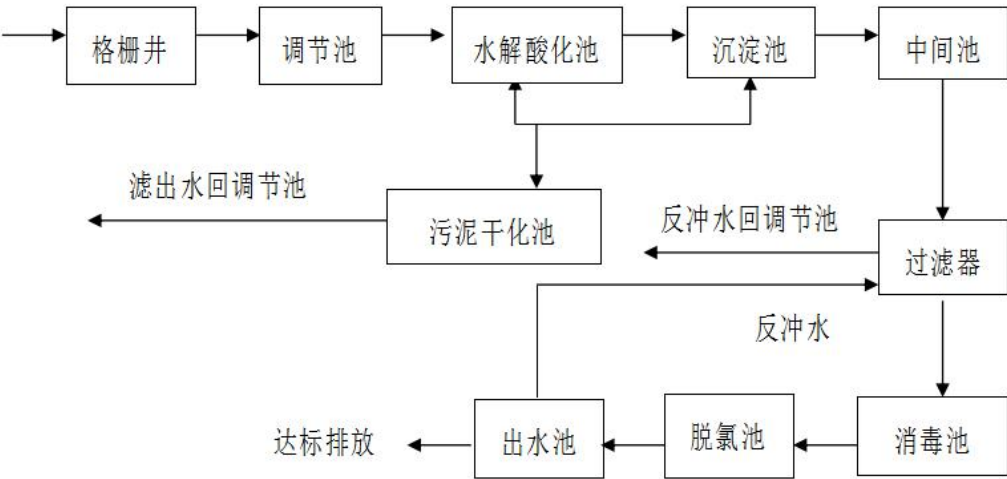 格栅井
调节池
水解酸化池
沉淀池
中间池
滤出水回调节池
污泥干化池
反冲水回调节池
过滤器
反冲水
达标排放
出水池
脱氯池
消毒池